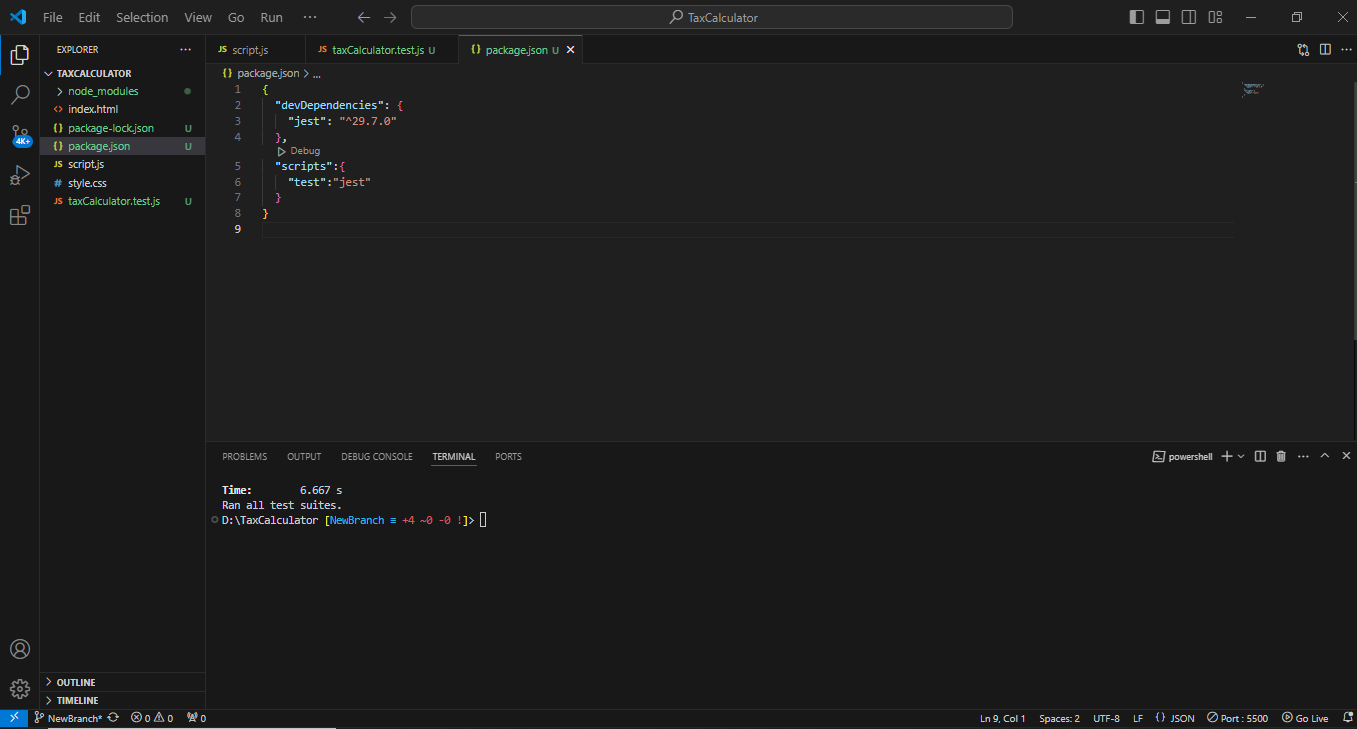 File Edit Selection View Go Run ··· TaxCalculator
EXPLORER ···
TAXCALCULATOR
node_modules
index.html
package-lock.json U
package.json U
JS script.js
# style.css
JS taxCalculator.test.js U
OUTLINE
TIMELINE
JS script.js JS taxCalculator.test.js U {} package.json U
{} package.json > ...
1 {
2 "devDependencies": {
3 "jest": "^29.7.0"
4 },
Debug
5 "scripts":{
6 "test":"jest"
7 }
8 }
9
4K+
PROBLEMS OUTPUT DEBUG CONSOLE TERMINAL PORTS
powershell
Time: 6.667 s
Ran all test suites.
D:\TaxCalculator [NewBranch ≡ +4 ~0 -0 !]>
NewBranch* 0 0 0 Ln 9, Col 1 Spaces: 2 UTF-8 LF {} JSON Port : 5500 Go Live